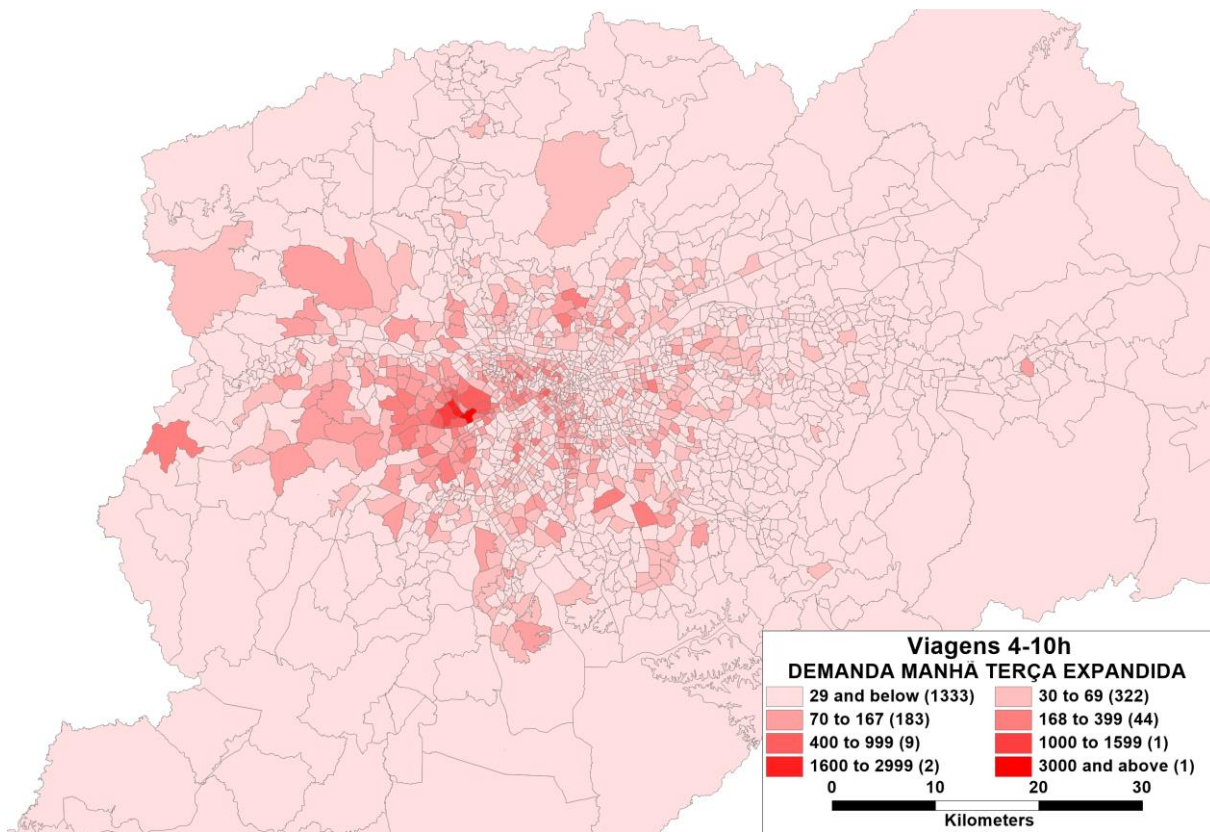 Viagens 4-10h
DEMANDA MANHÃ TERÇA EXPANDIDA
29 and below (1333) 30 to 69 (322)
70 to 167 (183) 168 to 399 (44)
400 to 999 (9) 1000 to 1599 (1)
1600 to 2999 (2) 3000 and above (1)
0 10 20 30
Kilometers